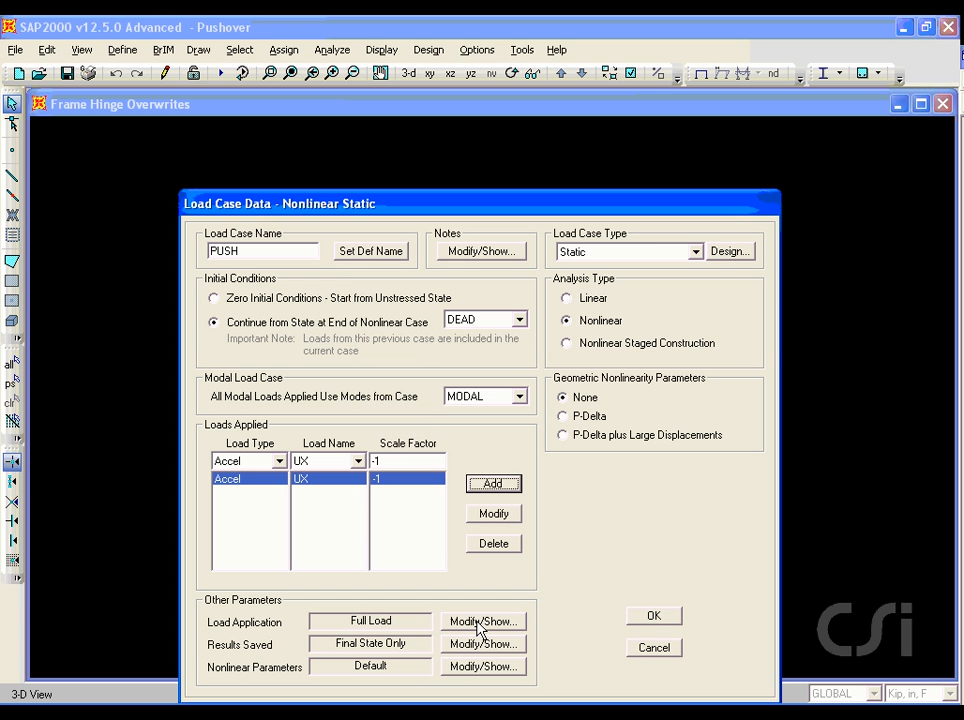 SAP2000 v12.5.0 Advanced - Pushover
File Edit View Define BrIM Draw Select Assign Analyze Display Design Options Tools Help
3-d xy xz yz nv nd
Frame Hinge Overwrites
all
ps
clr
Load Case Data - Nonlinear Static
Load Case Name
PUSH
Set Def Name
Notes
Modify/Show...
Load Case Type
Static
Design...
Initial Conditions
Zero Initial Conditions - Start from Unstressed State
Continue from State at End of Nonlinear Case
DEAD
Important Note: Loads from this previous case are included in the
current case
Analysis Type
Linear
Nonlinear
Nonlinear Staged Construction
Modal Load Case
All Modal Loads Applied Use Modes from Case
MODAL
Geometric Nonlinearity Parameters
None
P-Delta
P-Delta plus Large Displacements
Loads Applied
Load Type Load Name Scale Factor
Accel UX -1
Accel UX -1
Add
Modify
Delete
Other Parameters
Load Application Full Load Modify/Show...
Results Saved Final State Only Modify/Show...
Nonlinear Parameters Default Modify/Show...
OK
Cancel
CSi
3-D View
GLOBAL
Kip, in, F